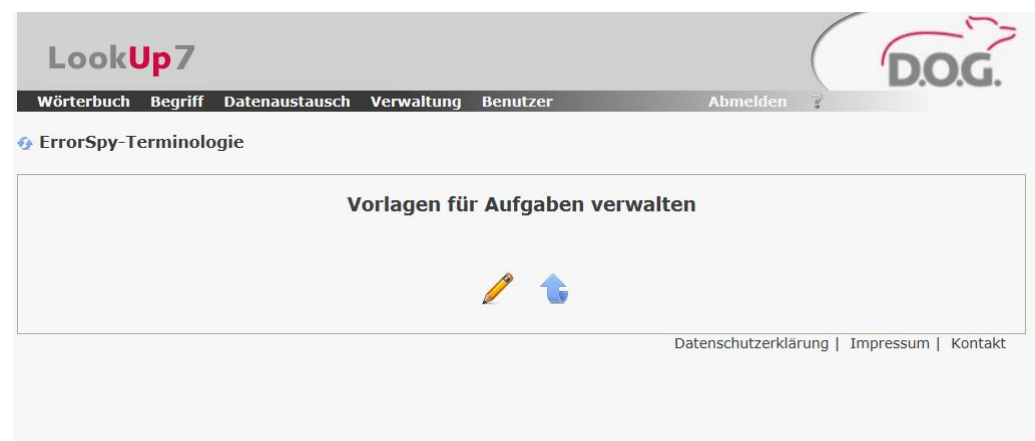 LookUp7
D.O.G.
Wörterbuch Begriff Datenaustausch Verwaltung Benutzer Abmelden ?
ErrorSpy-Terminologie
Vorlagen für Aufgaben verwalten
Datenschutzerklärung | Impressum | Kontakt